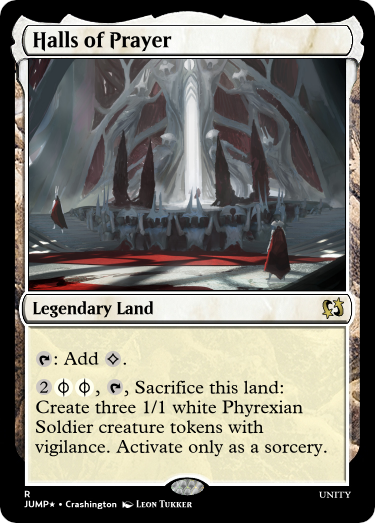 Halls of Prayer
Legendary Land
: Add .
2 , , Sacrifice this land:
Create three 1/1 white Phyrexian
Soldier creature tokens with
vigilance. Activate only as a sorcery.
R
JUMP★ • Crashington Leon Tukker
UNITY